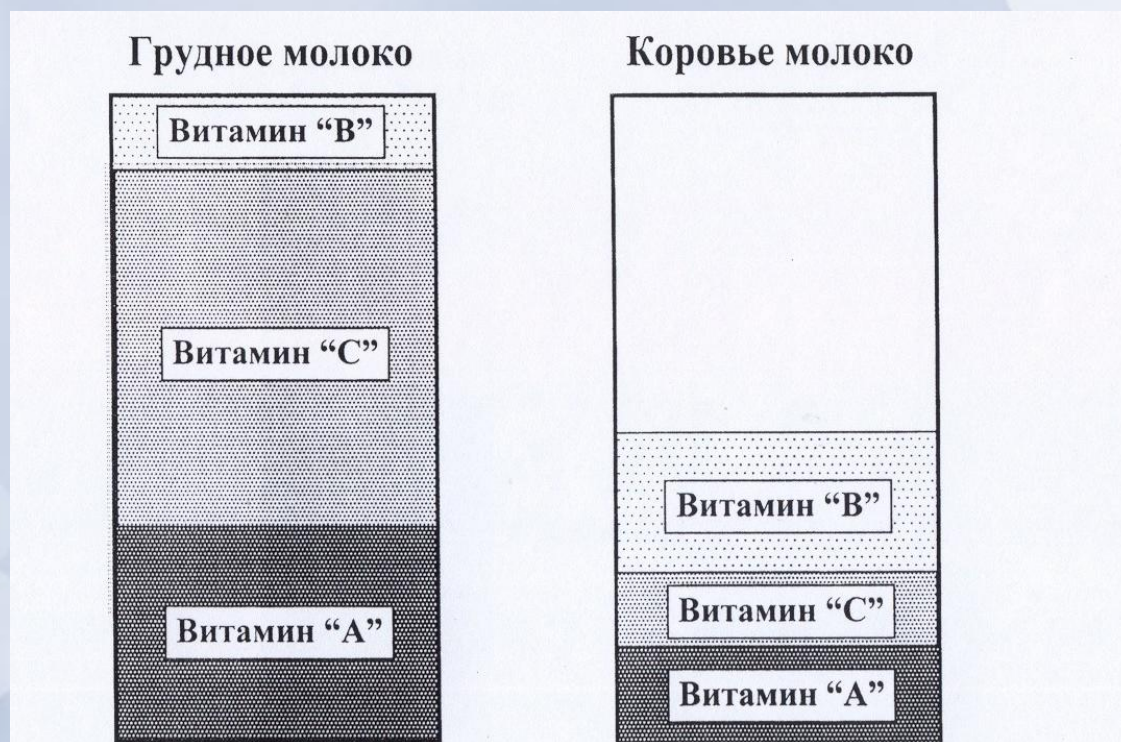 Грудное молоко
Витамин “В”
Витамин “С”
Витамин “А”
Коровье молоко
Витамин “В”
Витамин “С”
Витамин “А”